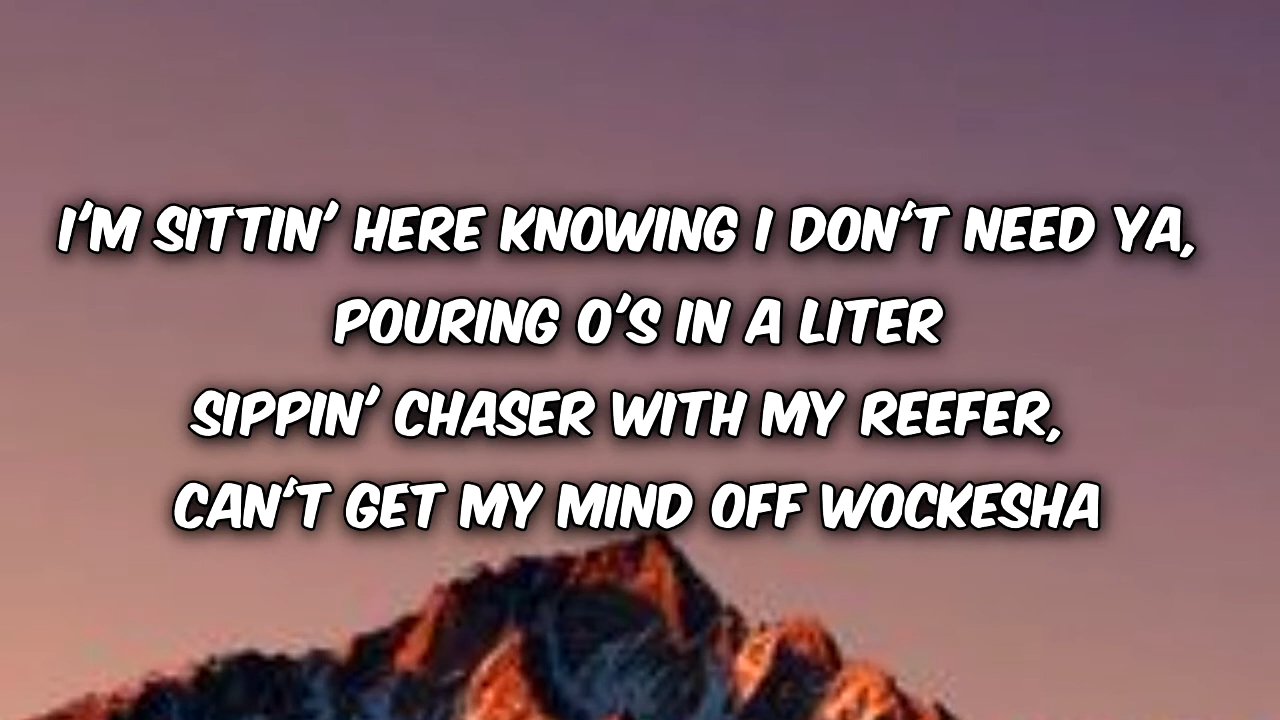 I'M SITTIN' HERE KNOWING I DON'T NEED YA,
POURING O'S IN A LITER
SIPPIN' CHASER WITH MY REEFER,
CAN'T GET MY MIND OFF WOCKESHA